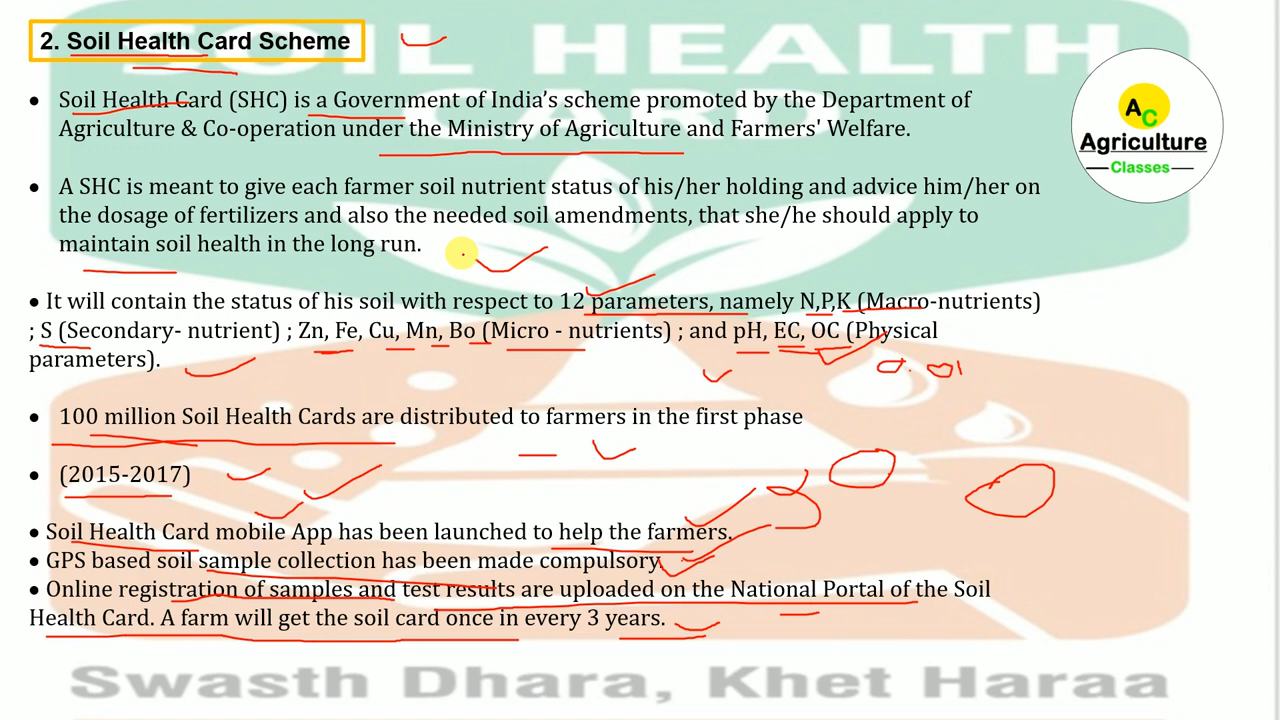 SOIL HEALTH
CARD
2. Soil Health Card Scheme
AC
Agriculture
Classes
• Soil Health Card (SHC) is a Government of India’s scheme promoted by the Department of
Agriculture & Co-operation under the Ministry of Agriculture and Farmers' Welfare.
• A SHC is meant to give each farmer soil nutrient status of his/her holding and advice him/her on
the dosage of fertilizers and also the needed soil amendments, that she/he should apply to
maintain soil health in the long run.
• It will contain the status of his soil with respect to 12 parameters, namely N,P,K (Macro-nutrients)
; S (Secondary- nutrient) ; Zn, Fe, Cu, Mn, Bo (Micro - nutrients) ; and pH, EC, OC (Physical
parameters).
• 100 million Soil Health Cards are distributed to farmers in the first phase
• (2015-2017)
• Soil Health Card mobile App has been launched to help the farmers.
• GPS based soil sample collection has been made compulsory.
• Online registration of samples and test results are uploaded on the National Portal of the Soil
Health Card. A farm will get the soil card once in every 3 years.
Swasth Dhara, Khet Haraa